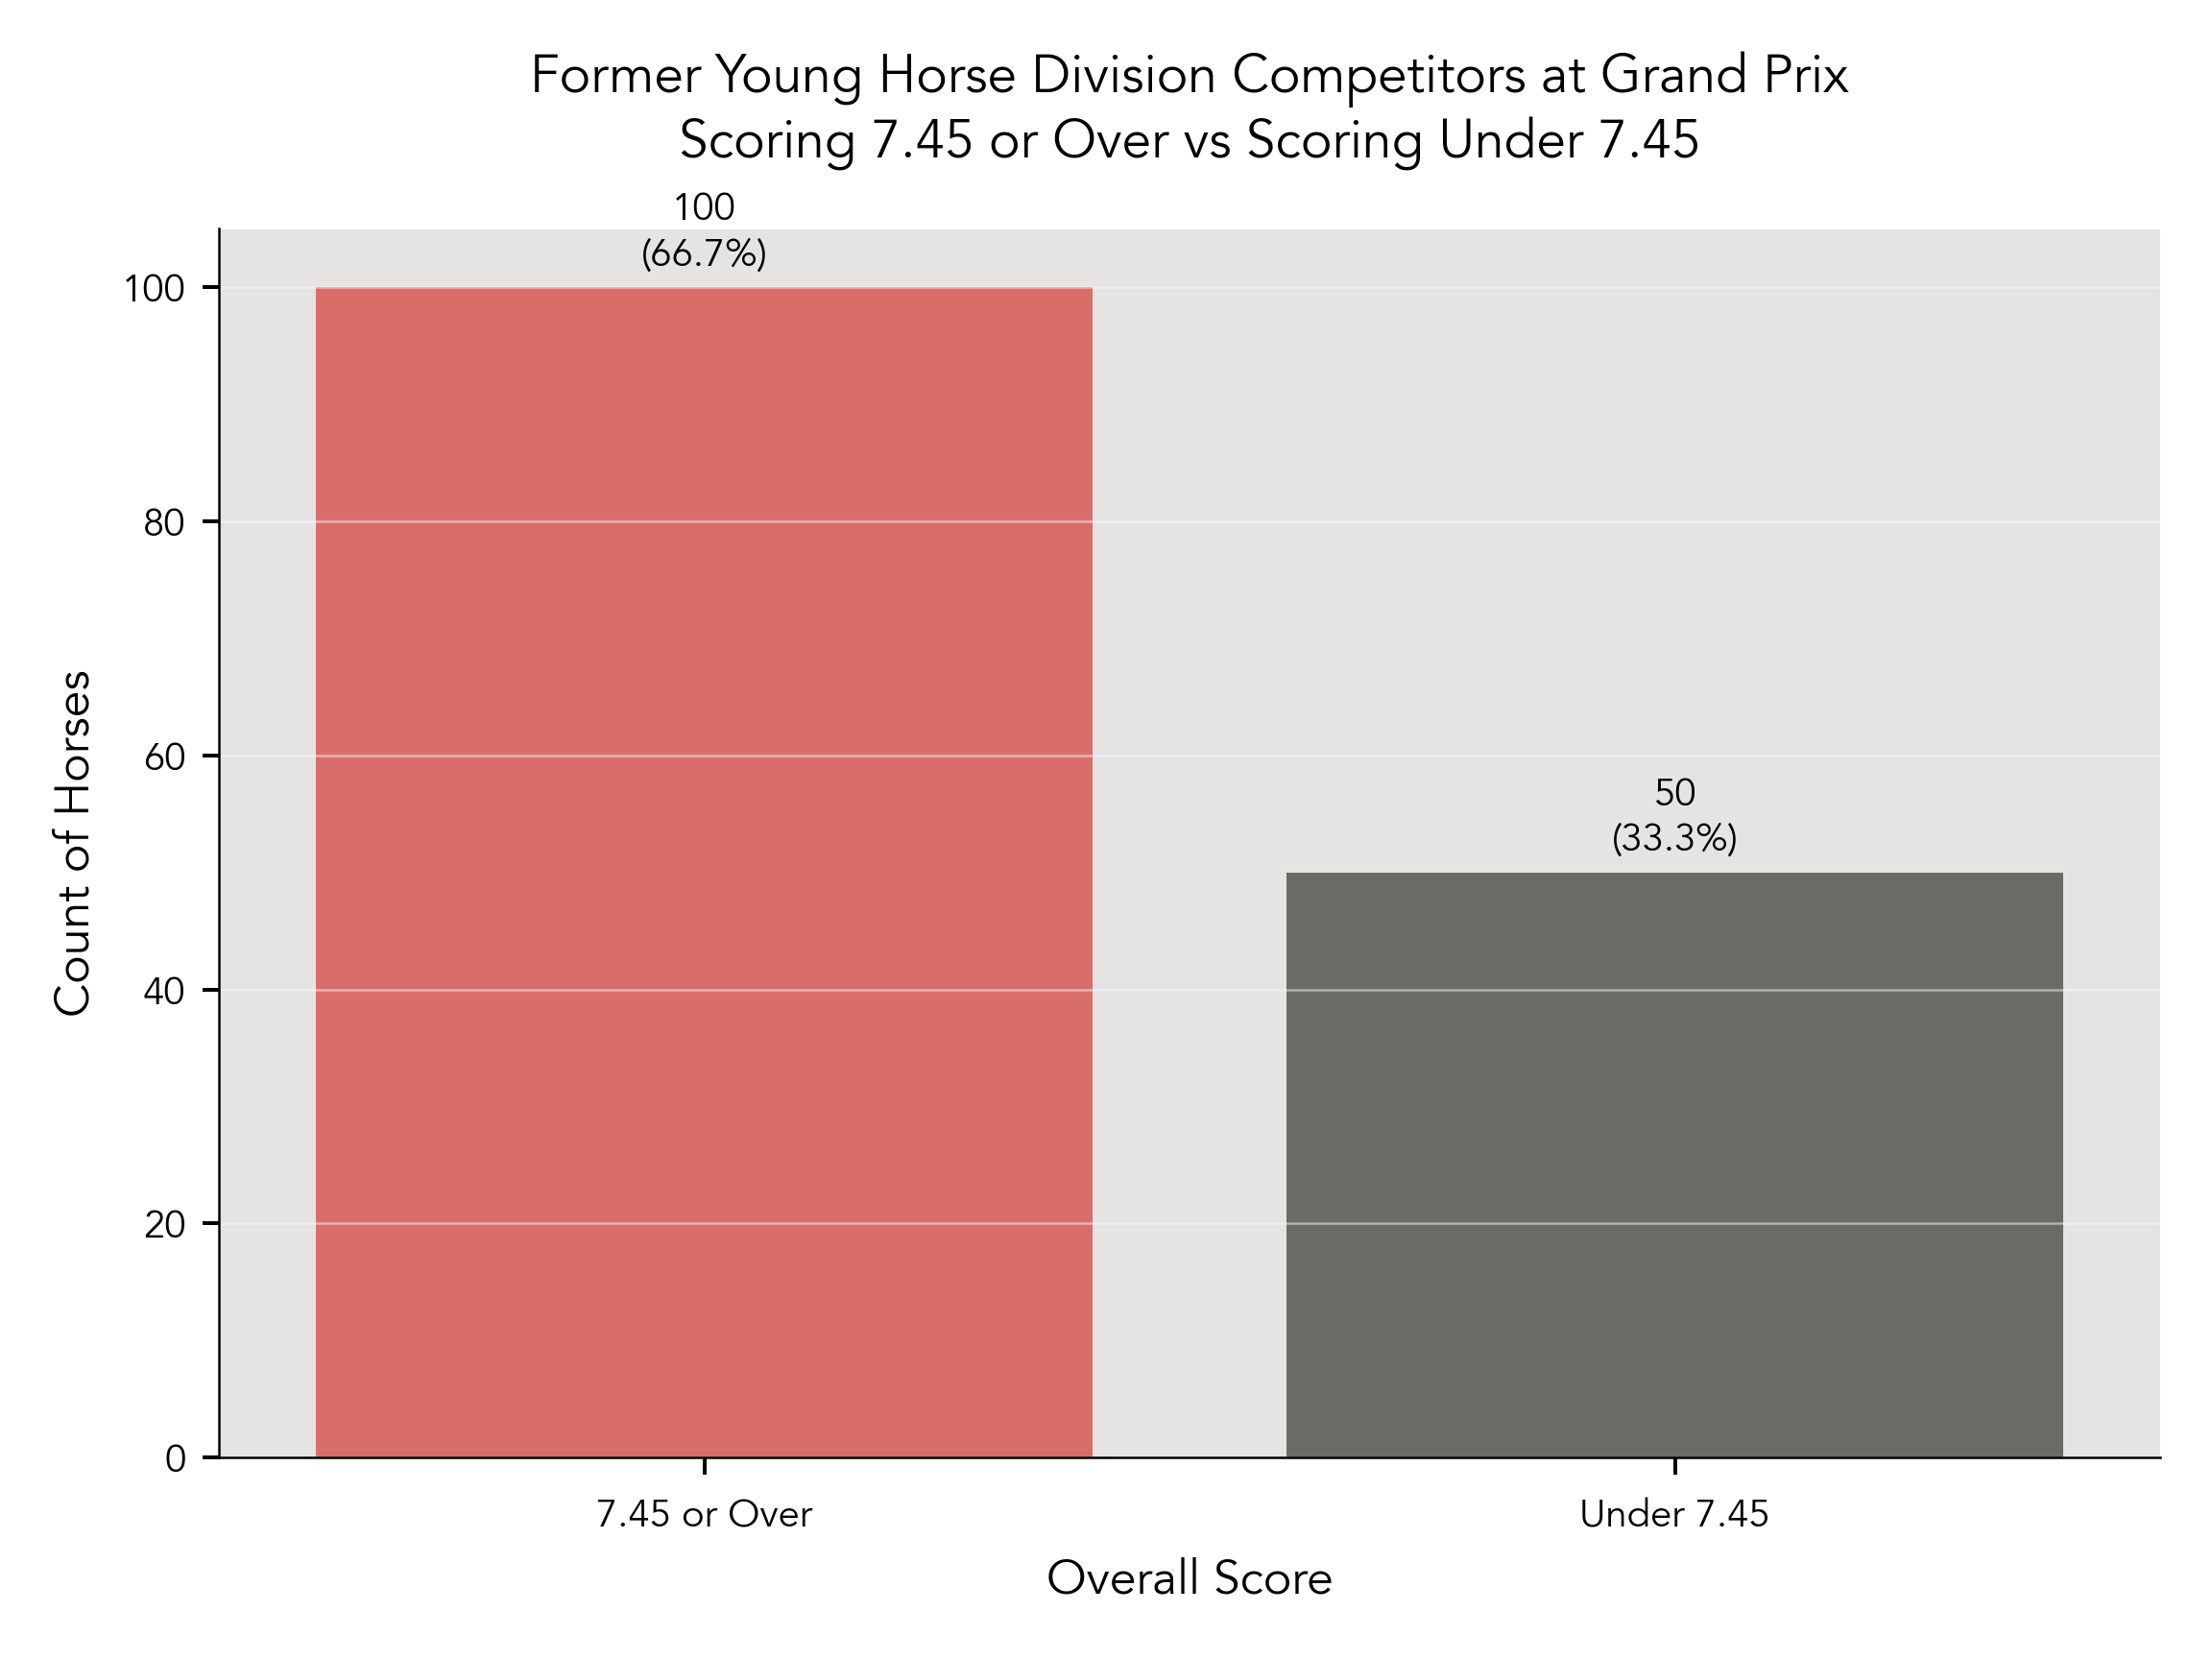 Former Young Horse Division Competitors at Grand Prix
Scoring 7.45 or Over vs Scoring Under 7.45
100
(66.7%)
100
80
60
40
20
0
Count of Horses
50
(33.3%)
7.45 or Over
Under 7.45
Overall Score